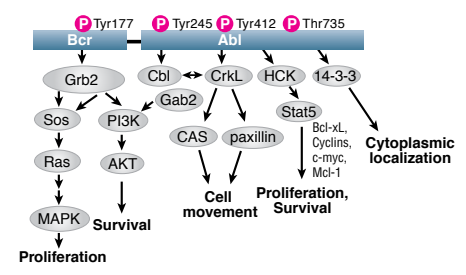 P Tyr177
P Tyr245
P Tyr412
P Thr735
Bcr
Abl
Grb2
Cbl
CrkL
HCK
14-3-3
Gab2
Sos
PI3K
Stat5
CAS
paxillin
Bcl-xL,
Cyclins,
c-myc,
Mcl-1
Cytoplasmic
localization
Ras
AKT
Cell
movement
Proliferation,
Survival
MAPK
Survival
Proliferation